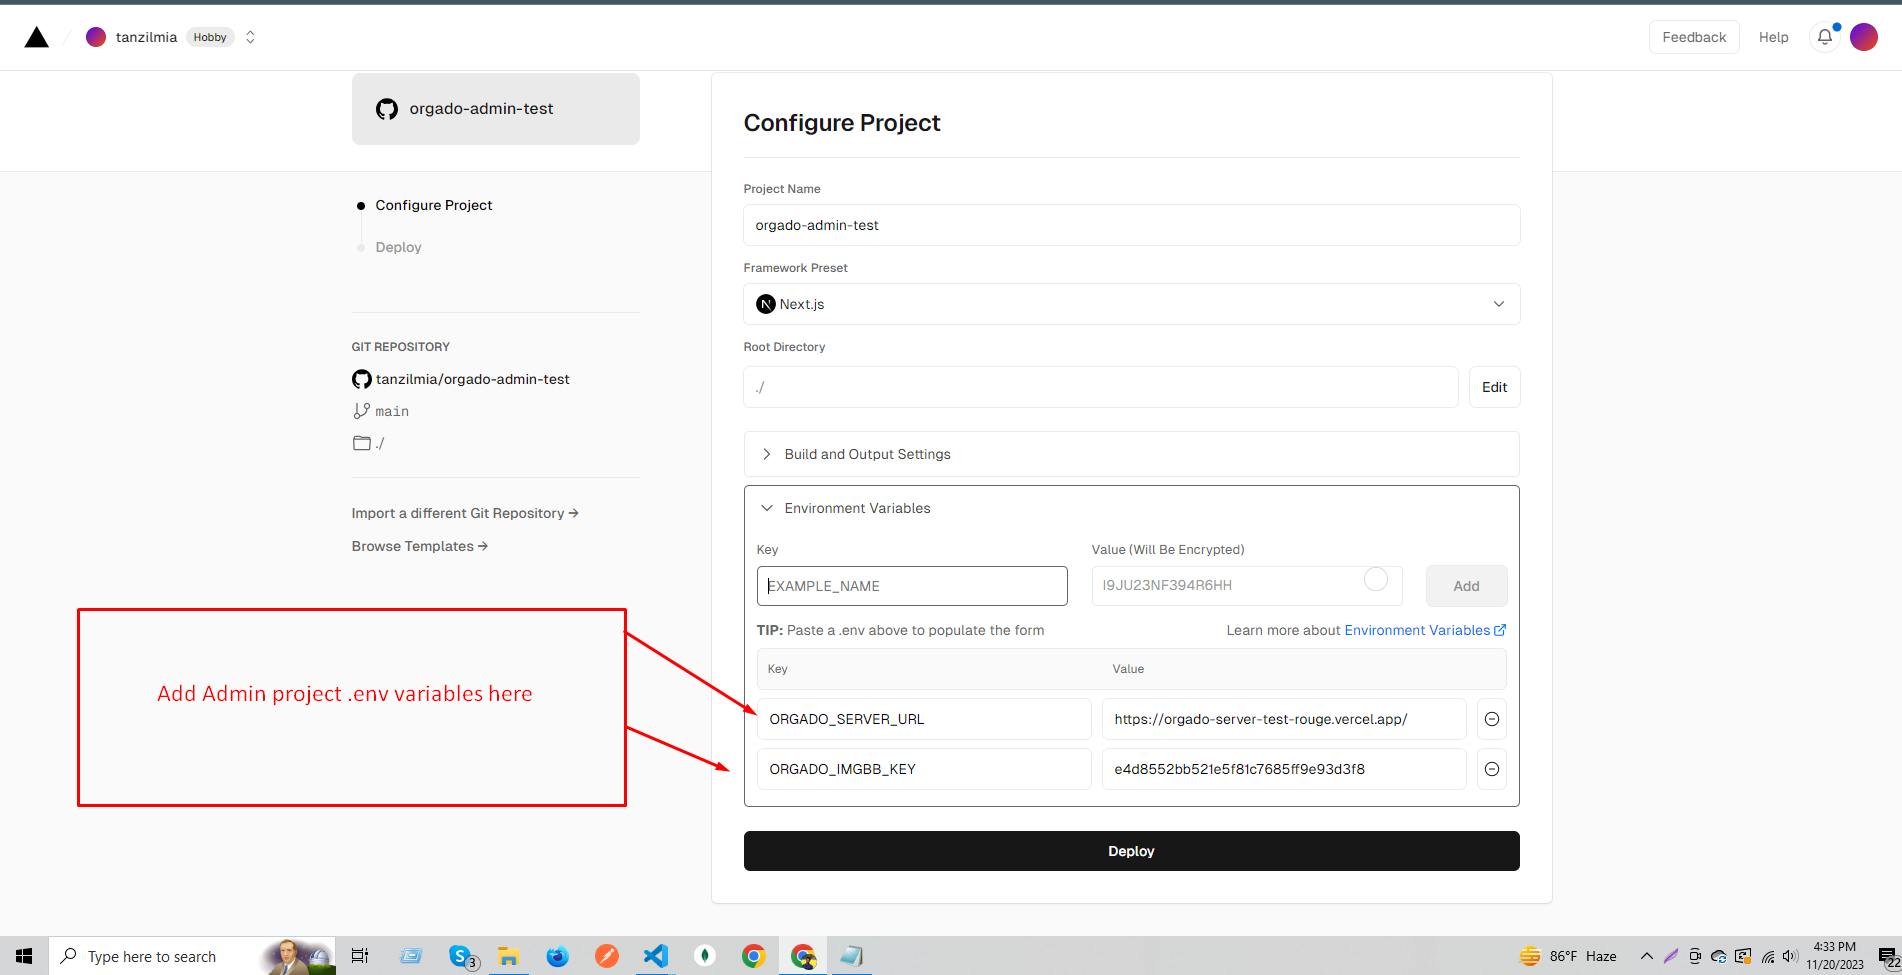 tanzilmia Hobby
Feedback Help
orgado-admin-test
Configure Project
Deploy
GIT REPOSITORY
tanzilmia/orgado-admin-test
main
./
Import a different Git Repository →
Browse Templates →
Add Admin project .env variables here
Configure Project
Project Name
orgado-admin-test
Framework Preset
N Next.js
Root Directory
./ Edit
Build and Output Settings
Environment Variables
Key Value (Will Be Encrypted)
EXAMPLE_NAME I9JU23NF394R6HH Add
TIP: Paste a .env above to populate the form Learn more about Environment Variables
Key Value
ORGADO_SERVER_URL https://orgado-server-test-rouge.vercel.app/
ORGADO_IMGBB_KEY e4d8552bb521e5f81c7685ff9e93d3f8
Deploy
Type here to search 3 86°F Haze 4:33 PM
11/20/2023 22